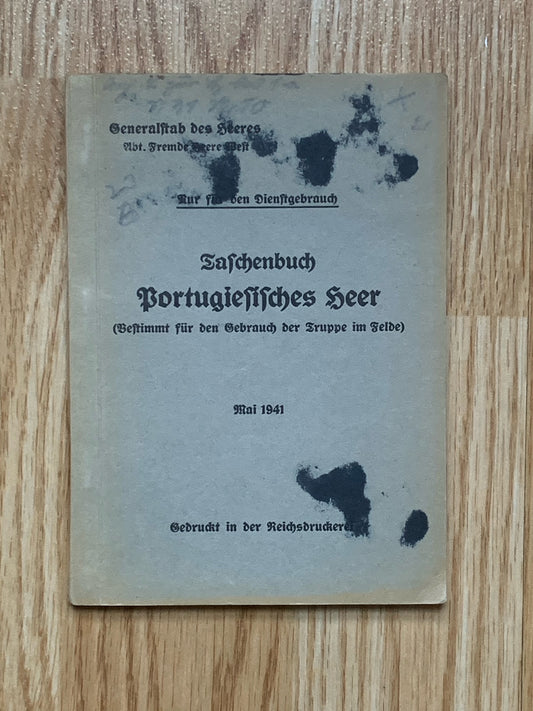 Generalstab des Heeres
Abt. Fremde Heere West
Nur für den Dienstgebrauch
Taschenbuch
Portugiesisches Heer
(Bestimmt für den Gebrauch der Truppe im Felde)
Mai 1941
Gedruckt in der Reichsdruckerei